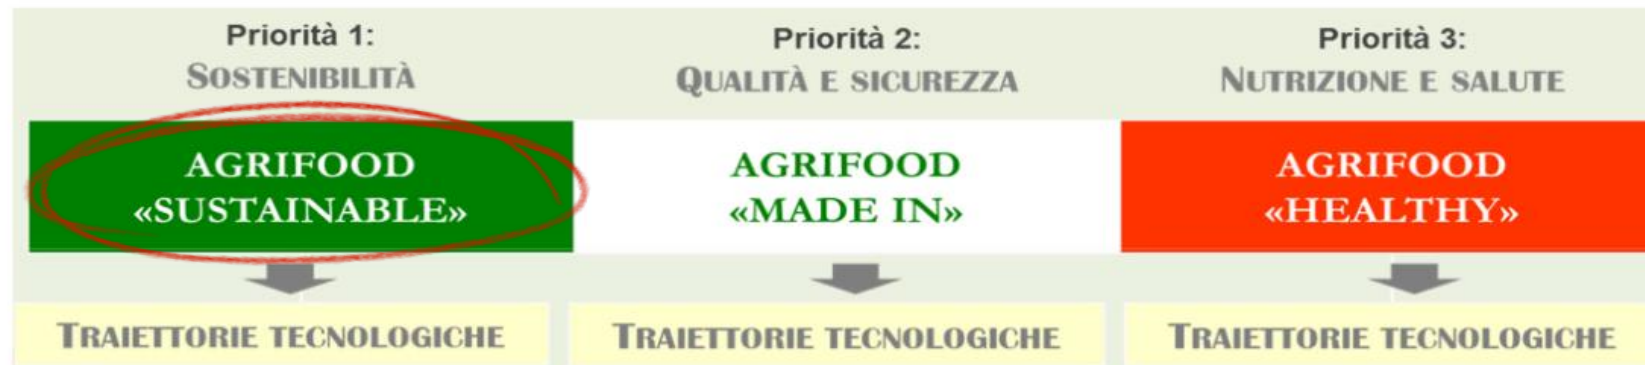 Priorità 1:
SOSTENIBILITÀ
AGRIFOOD
«SUSTAINABLE»
TRAIETTORIE TECNOLOGICHE
Priorità 2:
QUALITÀ E SICUREZZA
AGRIFOOD
«MADE IN»
TRAIETTORIE TECNOLOGICHE
Priorità 3:
NUTRIZIONE E SALUTE
AGRIFOOD
«HEALTHY»
TRAIETTORIE TECNOLOGICHE